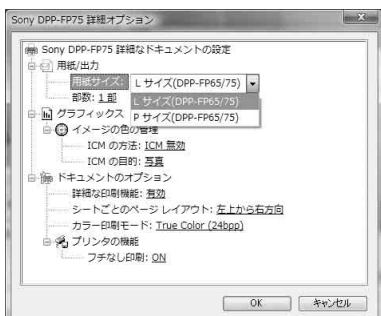 Sony DPP-FP75 詳細オプション
Sony DPP-FP75 詳細なドキュメントの設定
用紙/出力
用紙サイズ: L サイズ(DPP-FP65/75)
L サイズ(DPP-FP65/75)
P サイズ(DPP-FP65/75)
部数: 1 部
グラフィックス
イメージの色の管理
ICM の方法: ICM 無効
ICM の目的: 写真
ドキュメントのオプション
詳細な印刷機能: 有効
シートごとのページ レイアウト: 左上から右方向
カラー印刷モード: True Color (24bpp)
プリンタの機能
フチなし印刷: ON
OK キャンセル